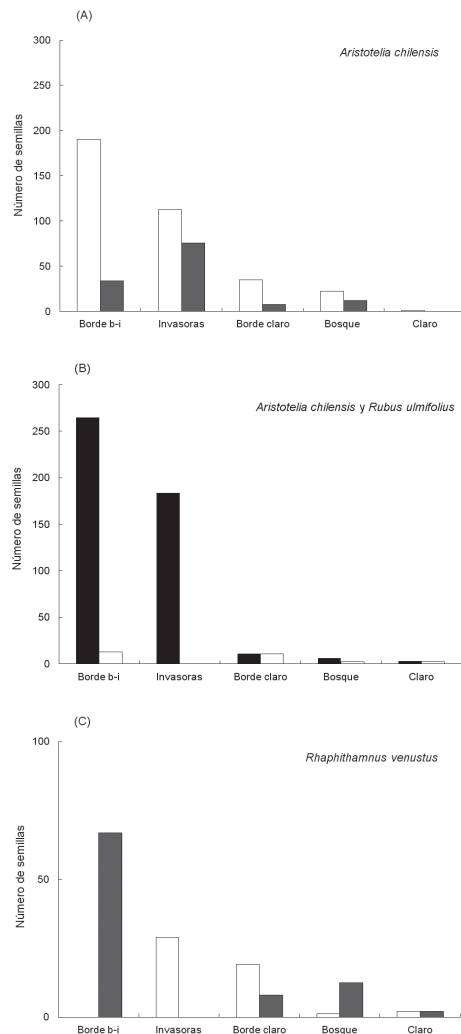 (A)
300
Aristotelia chilensis
250
200
Número de semillas
150
100
50
0
Borde b-i Invasoras Borde claro Bosque Claro
(B)
300
Aristotelia chilensis y Rubus ulmifolius
250
200
Número de semillas
150
100
50
0
Borde b-i Invasoras Borde claro Bosque Claro
(C)
100
Rhaphithamnus venustus
Número de semillas
50
0
Borde b-i Invasoras Borde claro Bosque Claro